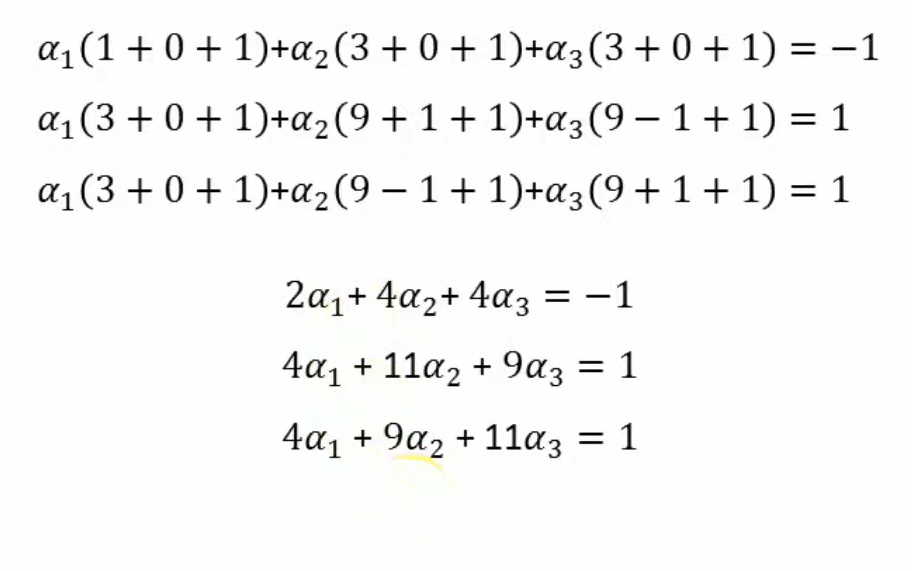 α₁(1 + 0 + 1)+α₂(3 + 0 + 1)+α₃(3 + 0 + 1) = −1
α₁(3 + 0 + 1)+α₂(9 + 1 + 1)+α₃(9 − 1 + 1) = 1
α₁(3 + 0 + 1)+α₂(9 − 1 + 1)+α₃(9 + 1 + 1) = 1
2α₁+ 4α₂+ 4α₃ = −1
4α₁ + 11α₂ + 9α₃ = 1
4α₁ + 9α₂ + 11α₃ = 1